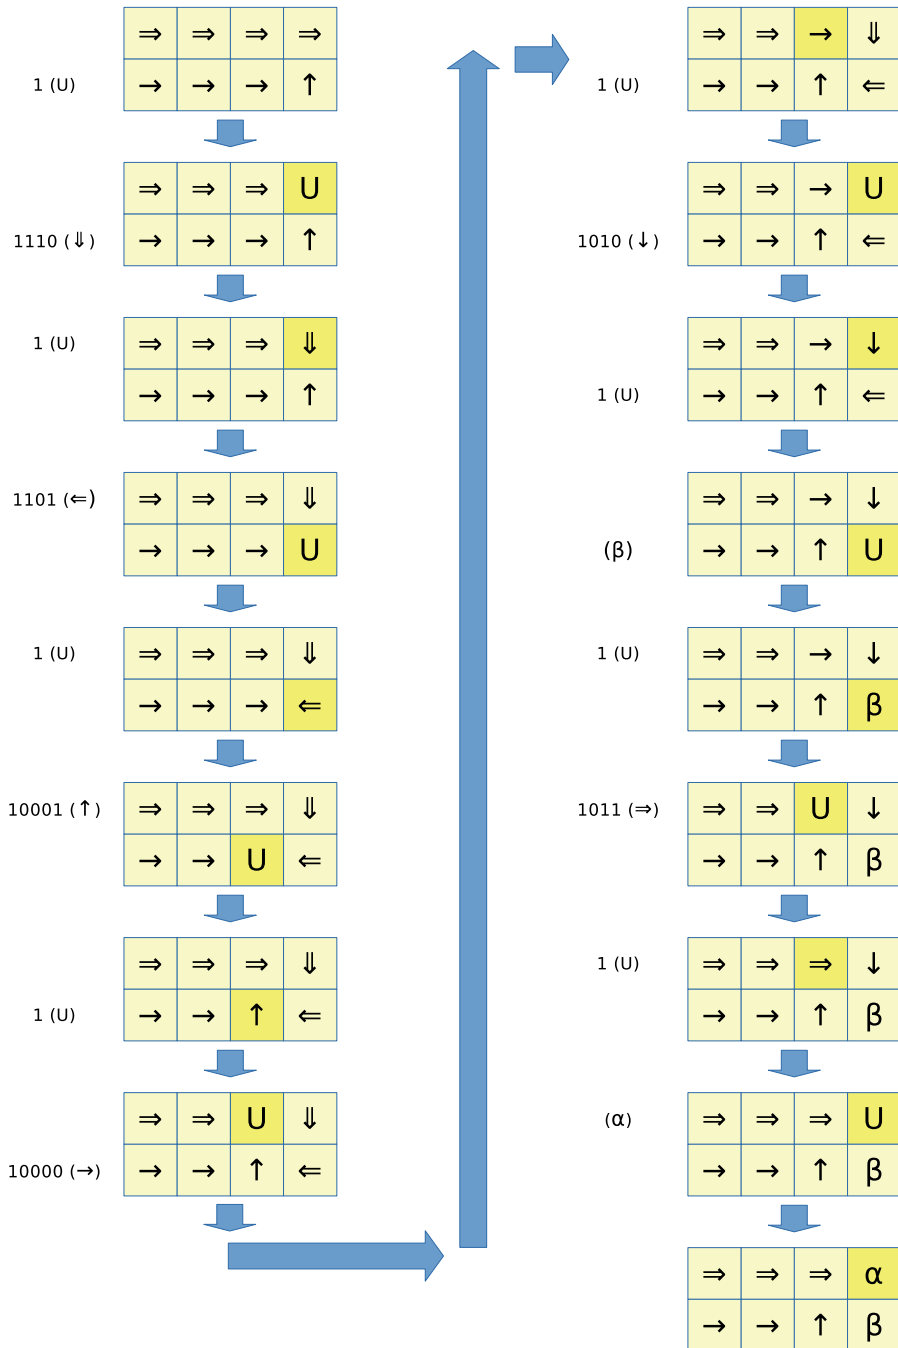 ⇒ ⇒ ⇒ ⇒
1 (U) → → → ↑
⇒ ⇒ ⇒ U
1110 (⇓) → → → ↑
1 (U) ⇒ ⇒ ⇒ ⇓
→ → → ↑
1101 (⇐) ⇒ ⇒ ⇒ ⇓
→ → → U
1 (U) ⇒ ⇒ ⇒ ⇓
→ → → ⇐
10001 (↑) ⇒ ⇒ ⇒ ⇓
→ → U ⇐
⇒ ⇒ ⇒ ⇓
1 (U) → → ↑ ⇐
⇒ ⇒ U ⇓
10000 (→) → → ↑ ⇐
⇒ ⇒ → ⇓
1 (U) → → ↑ ⇐
⇒ ⇒ → U
1010 (↓) → → ↑ ⇐
⇒ ⇒ → ↓
1 (U) → → ↑ ⇐
⇒ ⇒ → ↓
(β) → → ↑ U
1 (U) ⇒ ⇒ → ↓
→ → ↑ β
1011 (⇒) ⇒ ⇒ U ↓
→ → ↑ β
1 (U) ⇒ ⇒ ⇒ ↓
→ → ↑ β
(α) ⇒ ⇒ ⇒ U
→ → ↑ β
⇒ ⇒ ⇒ α
→ → ↑ β